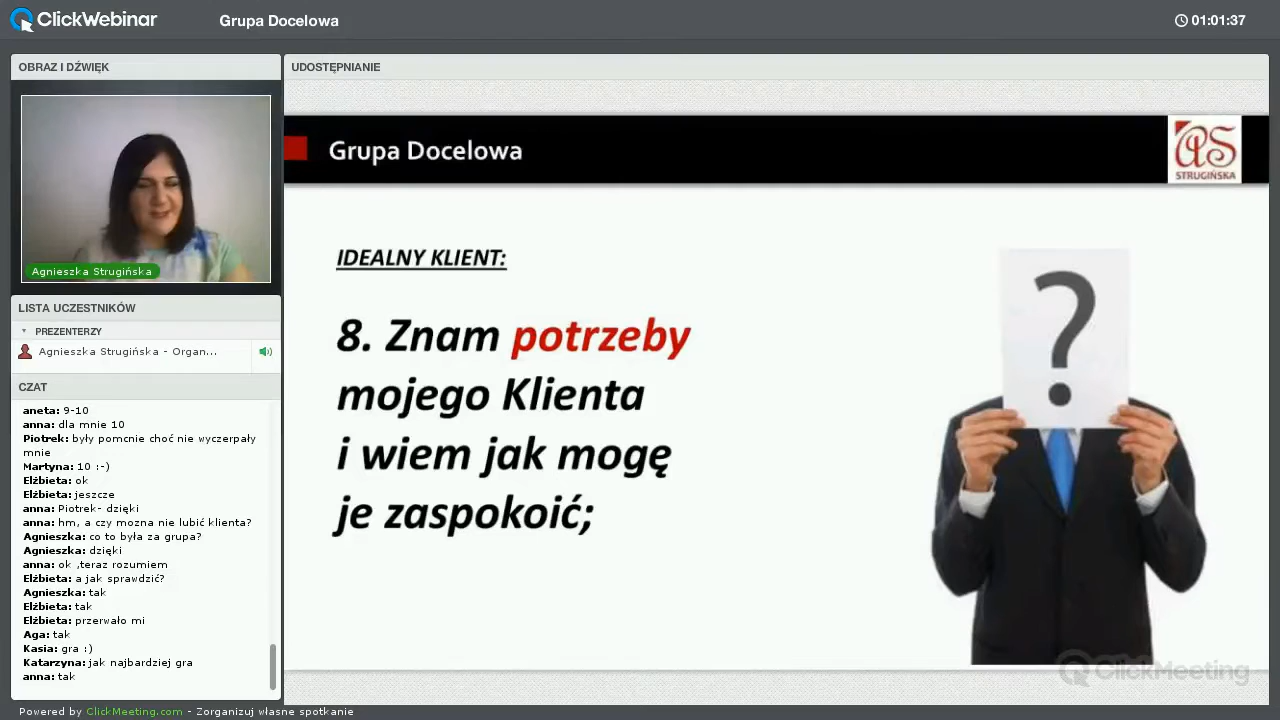 ClickWebinar
Grupa Docelowa
01:01:37
OBRAZ I DŹWIĘK
Agnieszka Strugińska
LISTA UCZESTNIKÓW
PREZENTERZY
Agnieszka Strugińska - Organ...
CZAT
aneta: 9-10
anna: dla mnie 10
Piotrek: były pomcnie choć nie wyczerpały
mnie
Martyna: 10 :-)
Elżbieta: ok
Elżbieta: jeszcze
anna: Piotrek- dzięki
anna: hm, a czy mozna nie lubić klienta?
Agnieszka: co to była za grupa?
Agnieszka: dzięki
anna: ok ,teraz rozumiem
Elżbieta: a jak sprawdzić?
Agnieszka: tak
Elżbieta: tak
Elżbieta: przerwało mi
Aga: tak
Kasia: gra :)
Katarzyna: jak najbardziej gra
anna: tak
UDOSTĘPNIANIE
Grupa Docelowa
AS
STRUGIŃSKA
IDEALNY KLIENT:
8. Znam potrzeby
mojego Klienta
i wiem jak mogę
je zaspokoić;
?
ClickMeeting
Powered by ClickMeeting.com - Zorganizuj własne spotkanie